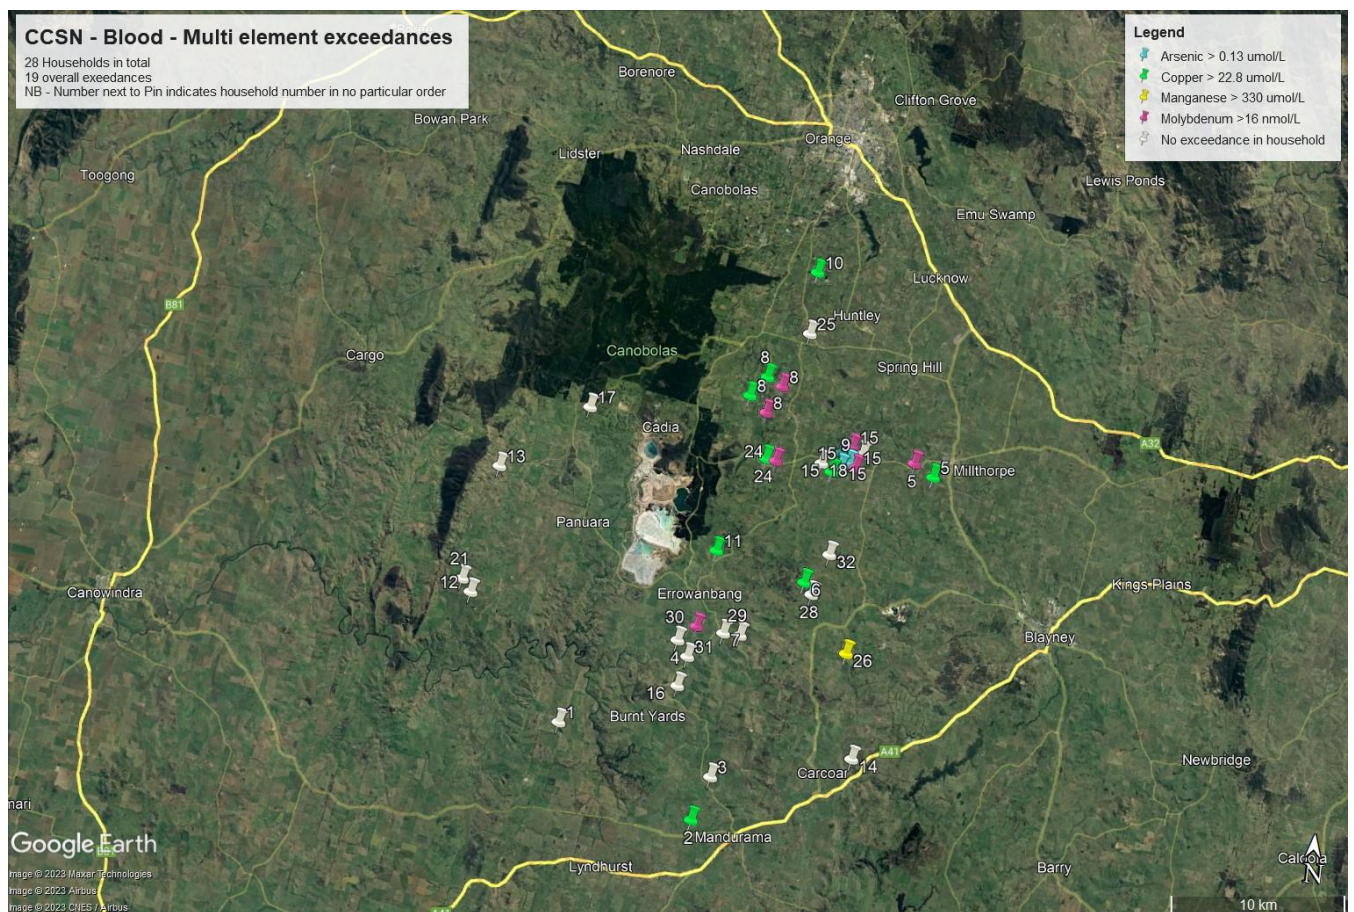 CCSN - Blood - Multi element exceedances
28 Households in total
19 overall exeedances
NB - Number next to Pin indicates household number in no particular order
Legend
Arsenic > 0.13 umol/L
Copper > 22.8 umol/L
Manganese > 330 umol/L
Molybdenum >16 nmol/L
No exceedance in household
Borenore
Clifton Grove
Bowan Park
Orange
Nashdale
Lidster
Toogong
Canobolas
Lewis Ponds
Emu Swamp
10
Lucknow
B81
Huntley
25
Canobolas
Cargo
8
8
8
Spring Hill
17
8
Cadia
15
9
A32
24
15
15
13
5
Millthorpe
15
18
15
24
5
Panuara
11
21
32
12
Canowindra
Kings Plains
Errowanbang
6
28
30
29
7
Blayney
31
4
26
16
1
Burnt Yards
A41
Newbridge
3
Carcoar
14
mari
2
Mandurama
Google Earth
Lyndhurst
Barry
Image © 2023 Maxar Technologies
Image © 2023 Airbus
Image © 2023 CNES / Airbus
N
10 km